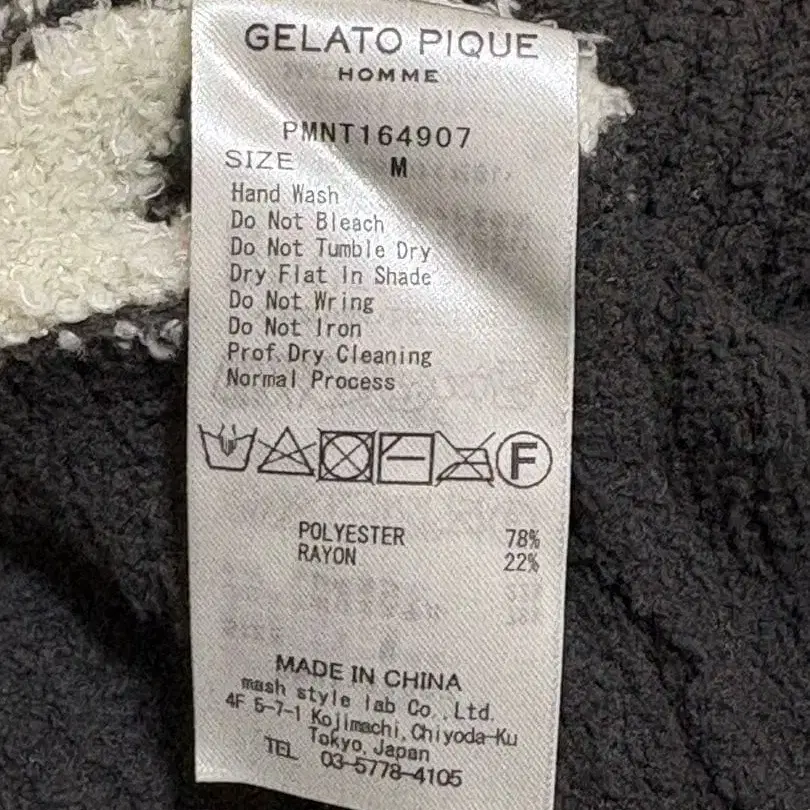 GELATO PIQUE
HOMME
PMNT164907
SIZE M
Hand Wash
Do Not Bleach
Do Not Tumble Dry
Dry Flat In Shade
Do Not Wring
Do Not Iron
Prof. Dry Cleaning
Normal Process
F
POLYESTER 78%
RAYON 22%
MADE IN CHINA
mash style lab Co.,Ltd.
4F 5-7-1 Kojimachi,Chiyoda-Ku
Tokyo,Japan
TEL 03-5778-4105